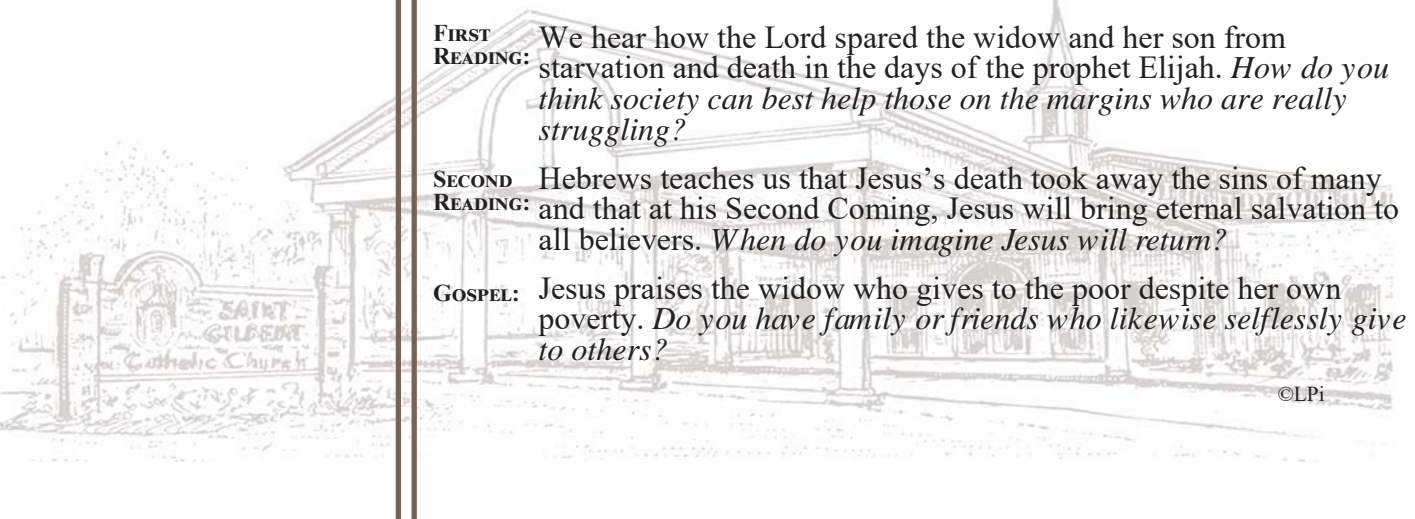 FIRST READING: We hear how the Lord spared the widow and her son from
starvation and death in the days of the prophet Elijah. How do you
think society can best help those on the margins who are really
struggling?
SECOND READING: Hebrews teaches us that Jesus’s death took away the sins of many
and that at his Second Coming, Jesus will bring eternal salvation to
all believers. When do you imagine Jesus will return?
GOSPEL: Jesus praises the widow who gives to the poor despite her own
poverty. Do you have family or friends who likewise selflessly give
to others?
©LPi
SAINT
GILBERT
Catholic Church